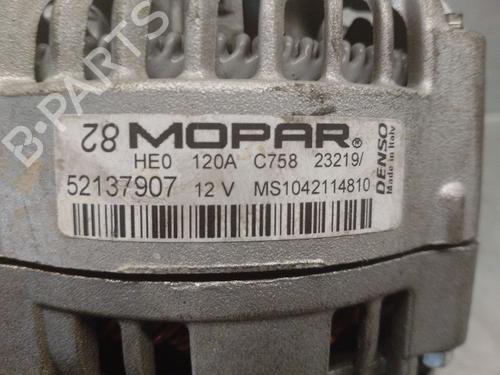 82 MOPAR®
HE0 120A C758 23219/
52137907 12 V MS1042114810
DENSO
Made in Italy
B-PARTS